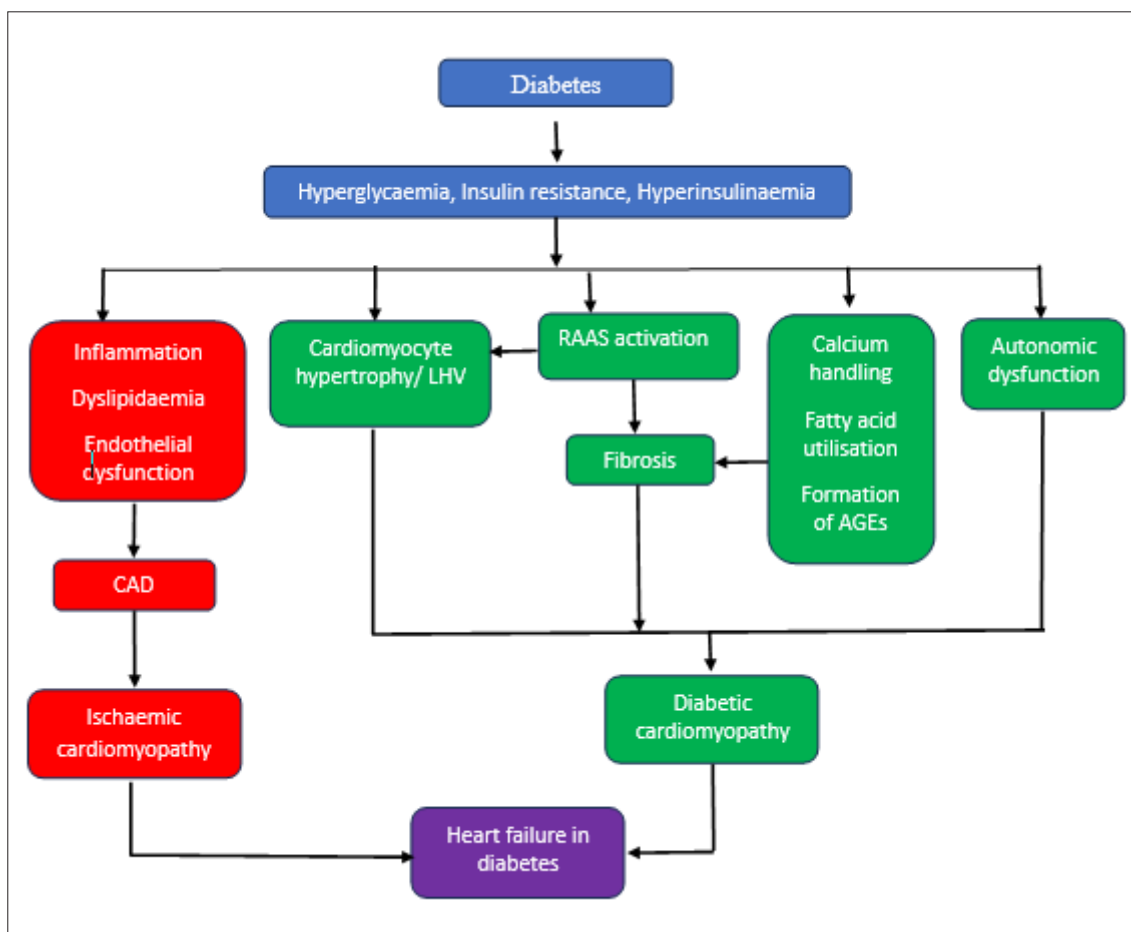 Diabetes
Hyperglycaemia, Insulin resistance, Hyperinsulinaemia
Inflammation
Dyslipidaemia
Endothelial
dysfunction
Cardiomyocyte
hypertrophy/ LHV
RAAS activation
Calcium
handling
Fatty acid
utilisation
Formation
of AGEs
Autonomic
dysfunction
Fibrosis
CAD
Ischaemic
cardiomyopathy
Diabetic
cardiomyopathy
Heart failure in
diabetes